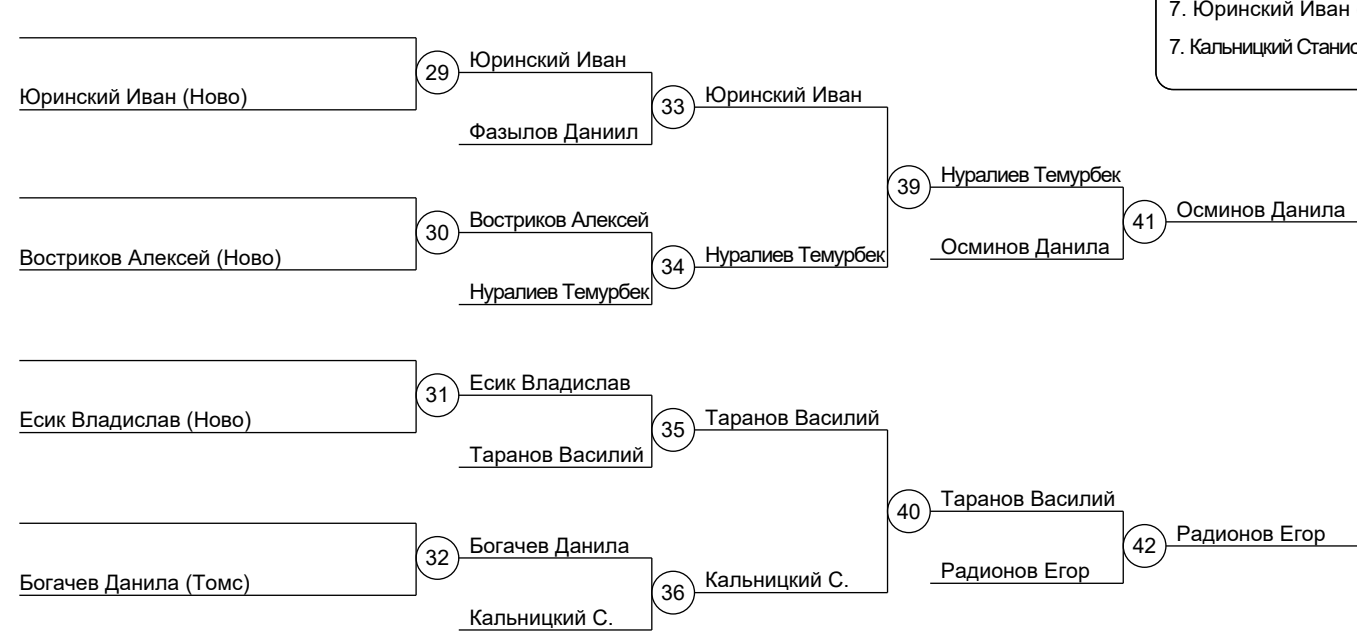 7. Юринский Иван
7. Кальницкий
29
Юринский Иван
Юринский Иван (Ново)
33
Юринский Иван
Фазылов Даниил
39
Нуралиев Темурбек
30
Востриков Алексей
41
Осминов Данила
Востриков Алексей (Ново)
34
Нуралиев Темурбек
Осминов Данила
Нуралиев Темурбек
31
Есик Владислав
Есик Владислав (Ново)
35
Таранов Василий
Таранов Василий
40
Таранов Василий
32
Богачев Данила
42
Радионов Егор
Богачев Данила (Томс)
36
Кальницкий С.
Радионов Егор
Кальницкий С.